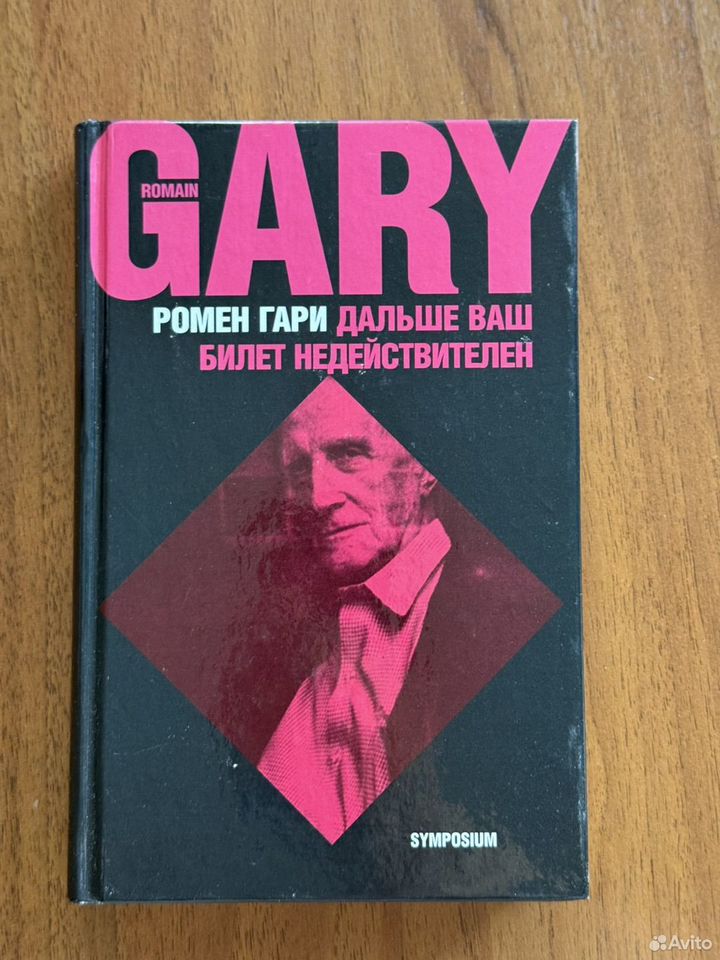 GARY
ROMAIN
РОМЕН ГАРИ ДАЛЬШЕ ВАШ
БИЛЕТ НЕДЕЙСТВИТЕЛЕН
SYMPOSIUM
Avito